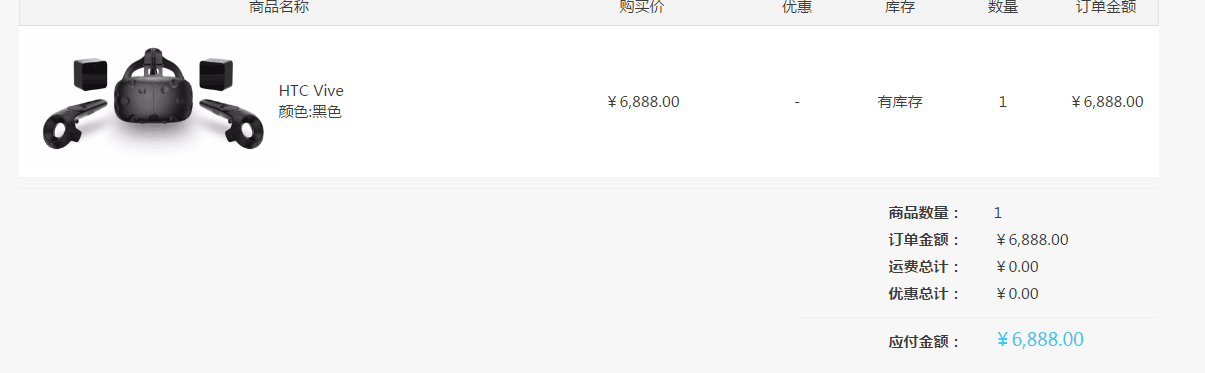 商品名称 购买价 优惠 库存 数量 订单金额
HTC Vive
颜色:黑色
￥6,888.00 - 有库存 1 ￥6,888.00
商品数量： 1
订单金额： ￥6,888.00
运费总计： ￥0.00
优惠总计： ￥0.00
应付金额： ￥6,888.00